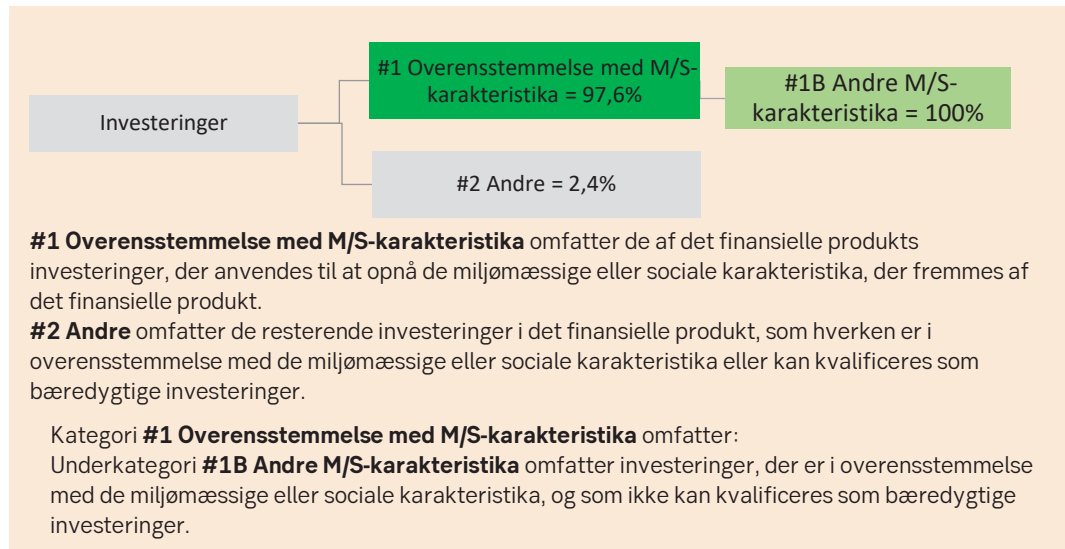 #1 Overensstemmelse med M/S-
karakteristika = 97,6%
#1B Andre M/S-
karakteristika = 100%
Investeringer
#2 Andre = 2,4%
#1 Overensstemmelse med M/S-karakteristika omfatter de af det finansielle produkts
investeringer, der anvendes til at opnå de miljømæssige eller sociale karakteristika, der fremmes af
det finansielle produkt.
#2 Andre omfatter de resterende investeringer i det finansielle produkt, som hverken er i
overensstemmelse med de miljømæssige eller sociale karakteristika eller kan kvalificeres som
bæredygtige investeringer.
Kategori #1 Overensstemmelse med M/S-karakteristika omfatter:
Underkategori #1B Andre M/S-karakteristika omfatter investeringer, der er i overensstemmelse
med de miljømæssige eller sociale karakteristika, og som ikke kan kvalificeres som bæredygtige
investeringer.